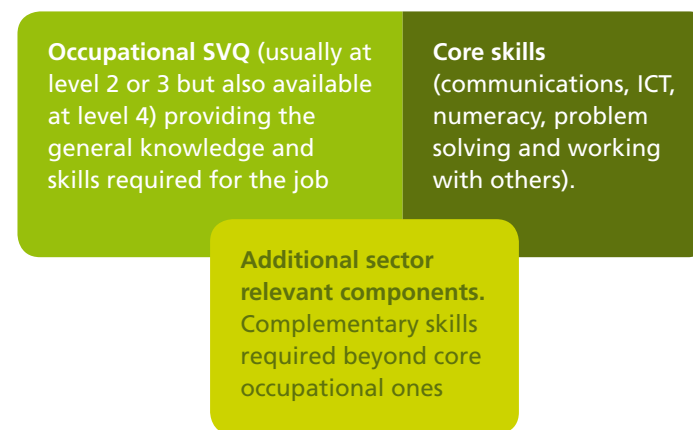 Occupational SVQ (usually at
level 2 or 3 but also available
at level 4) providing the
general knowledge and
skills required for the job
Core skills
(communications, ICT,
numeracy, problem
solving and working
with others).
Additional sector
relevant components.
Complementary skills
required beyond core
occupational ones